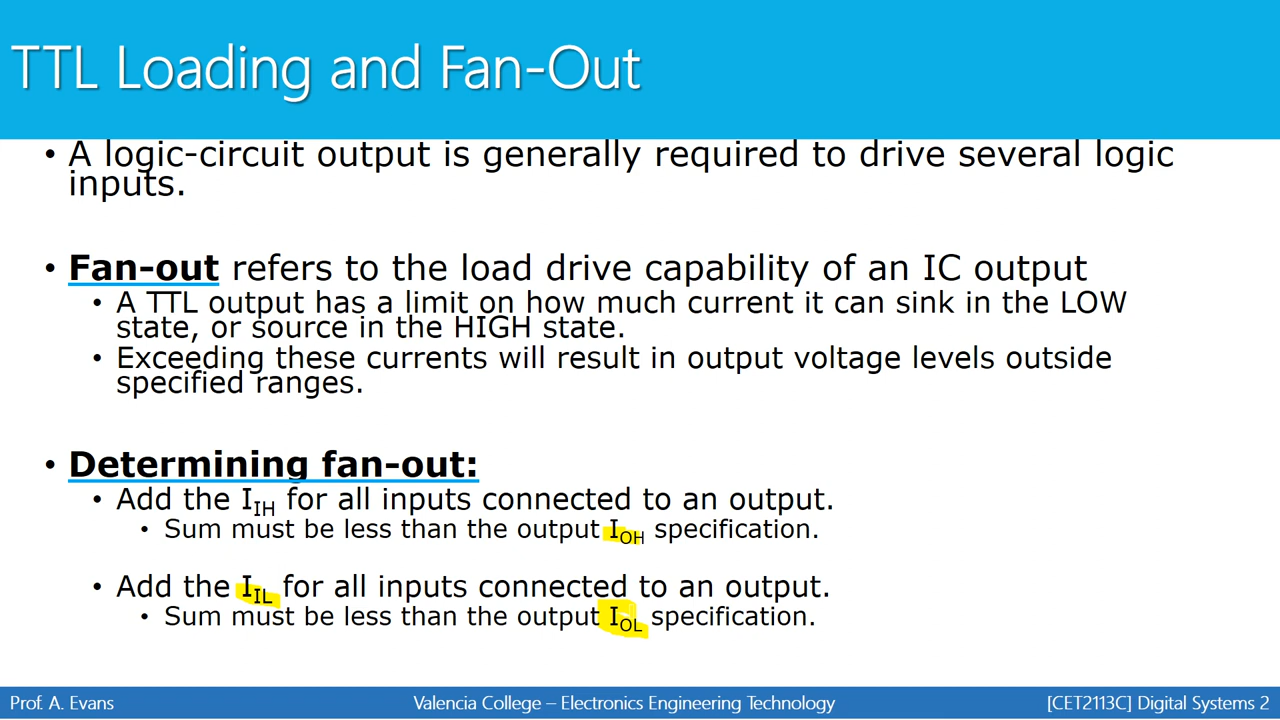 TTL Loading and Fan-Out
• A logic-circuit output is generally required to drive several logic
inputs.
• Fan-out refers to the load drive capability of an IC output
• A TTL output has a limit on how much current it can sink in the LOW
state, or source in the HIGH state.
• Exceeding these currents will result in output voltage levels outside
specified ranges.
• Determining fan-out:
• Add the I_IH for all inputs connected to an output.
• Sum must be less than the output I_OH specification.
• Add the I_IL for all inputs connected to an output.
• Sum must be less than the output I_OL specification.
Prof. A. Evans Valencia College – Electronics Engineering Technology [CET2113C] Digital Systems 2